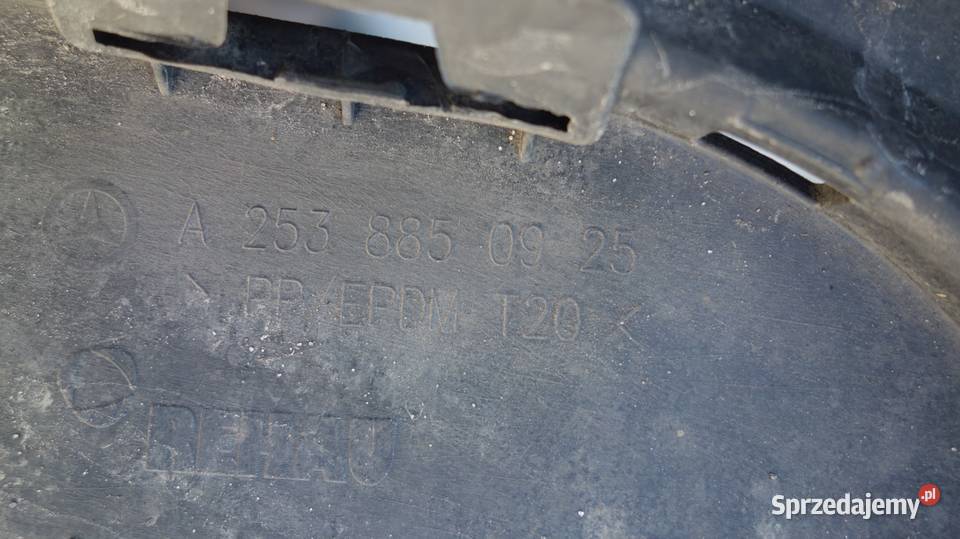 A 253 885 09 25
> PP/EPDM T20 <
REHAU
Sprzedajemy.pl